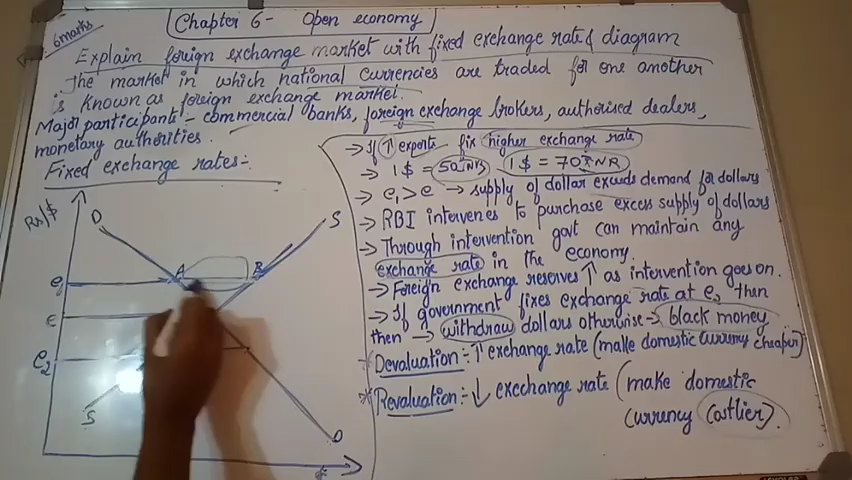 6marks
Chapter 6- Open economy
Explain foreign exchange market with fixed exchange rate & diagram
The market in which national currencies are traded for one another
is known as foreign exchange market.
Major participants - commercial banks, foreign exchange brokers, authorised dealers,
monetary authorities.
Fixed exchange rates:-
Rs/$
D
S
e1
A
B
e
e2
S
D
→ If ↑ exports fix higher exchange rate
→ 1 $ = 50 INR 1 $ = 70 INR
→ e1 > e → supply of dollar exceeds demand for dollars
→ RBI intervenes to purchase excess supply of dollars
→ Through intervention govt can maintain any
exchange rate in the economy.
→ Foreign exchange reserves ↑ as intervention goes on.
→ If government fixes exchange rate at e2 then
then → withdraw dollars otherwise → black money
* Devaluation:- ↑ exchange rate (make domestic currency cheaper)
* Revaluation:- ↓ excchange rate (make domestic
currency costlier).